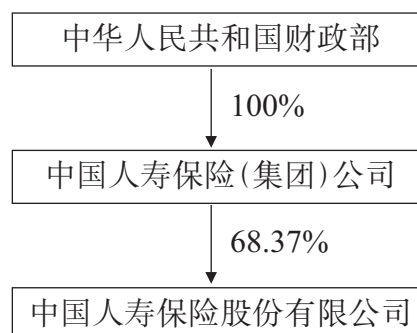 中华人民共和国财政部
100%
中国人寿保险(集团)公司
68.37%
中国人寿保险股份有限公司